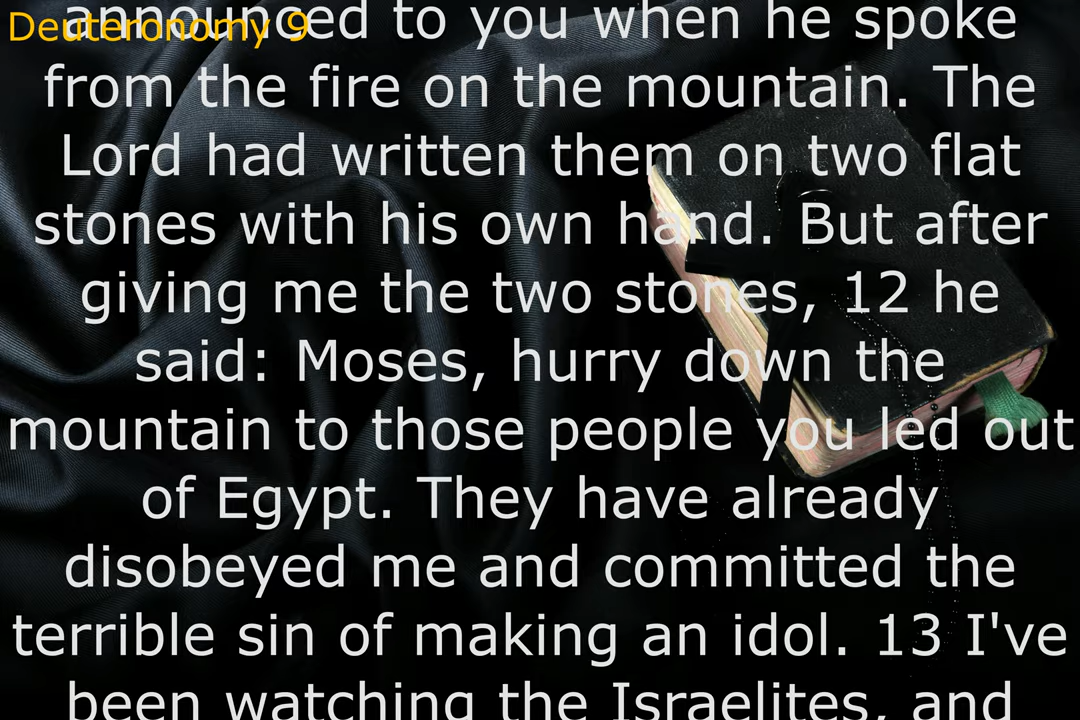 Deuteronomy 9
announced to you when he spoke
from the fire on the mountain. The
Lord had written them on two flat
stones with his own hand. But after
giving me the two stones, 12 he
said: Moses, hurry down the
mountain to those people you led out
of Egypt. They have already
disobeyed me and committed the
terrible sin of making an idol. 13 I've
been watching the Israelites, and